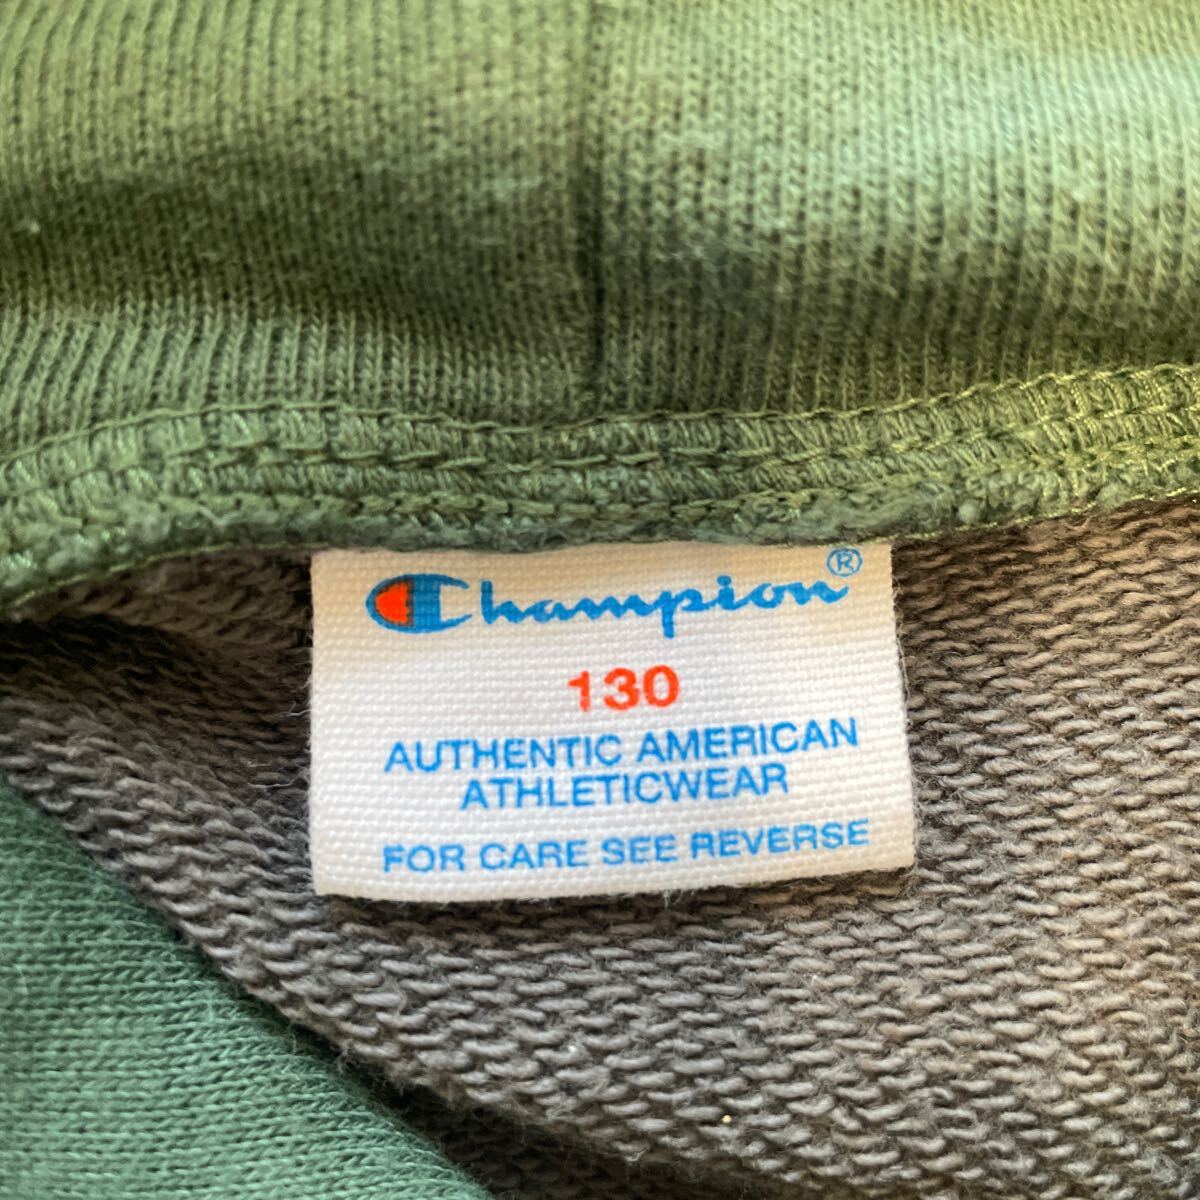 Champion®
130
AUTHENTIC AMERICAN
ATHLETICWEAR
FOR CARE SEE REVERSE